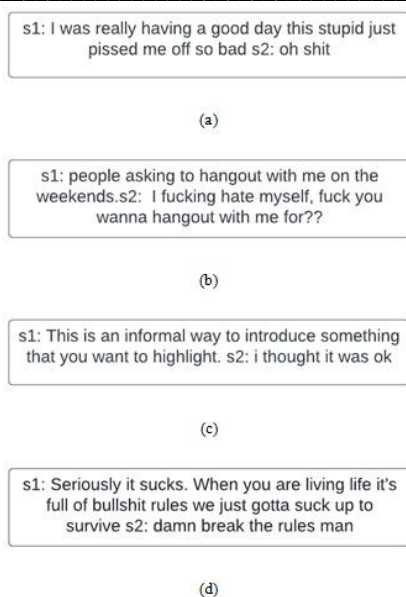 s1: I was really having a good day this stupid just
pissed me off so bad s2: oh shit
(a)
s1: people asking to hangout with me on the
weekends.s2:  I fucking hate myself, fuck you
wanna hangout with me for??
(b)
s1: This is an informal way to introduce something
that you want to highlight. s2: i thought it was ok
(c)
s1: Seriously it sucks. When you are living life it's
full of bullshit rules we just gotta suck up to
survive s2: damn break the rules man
(d)